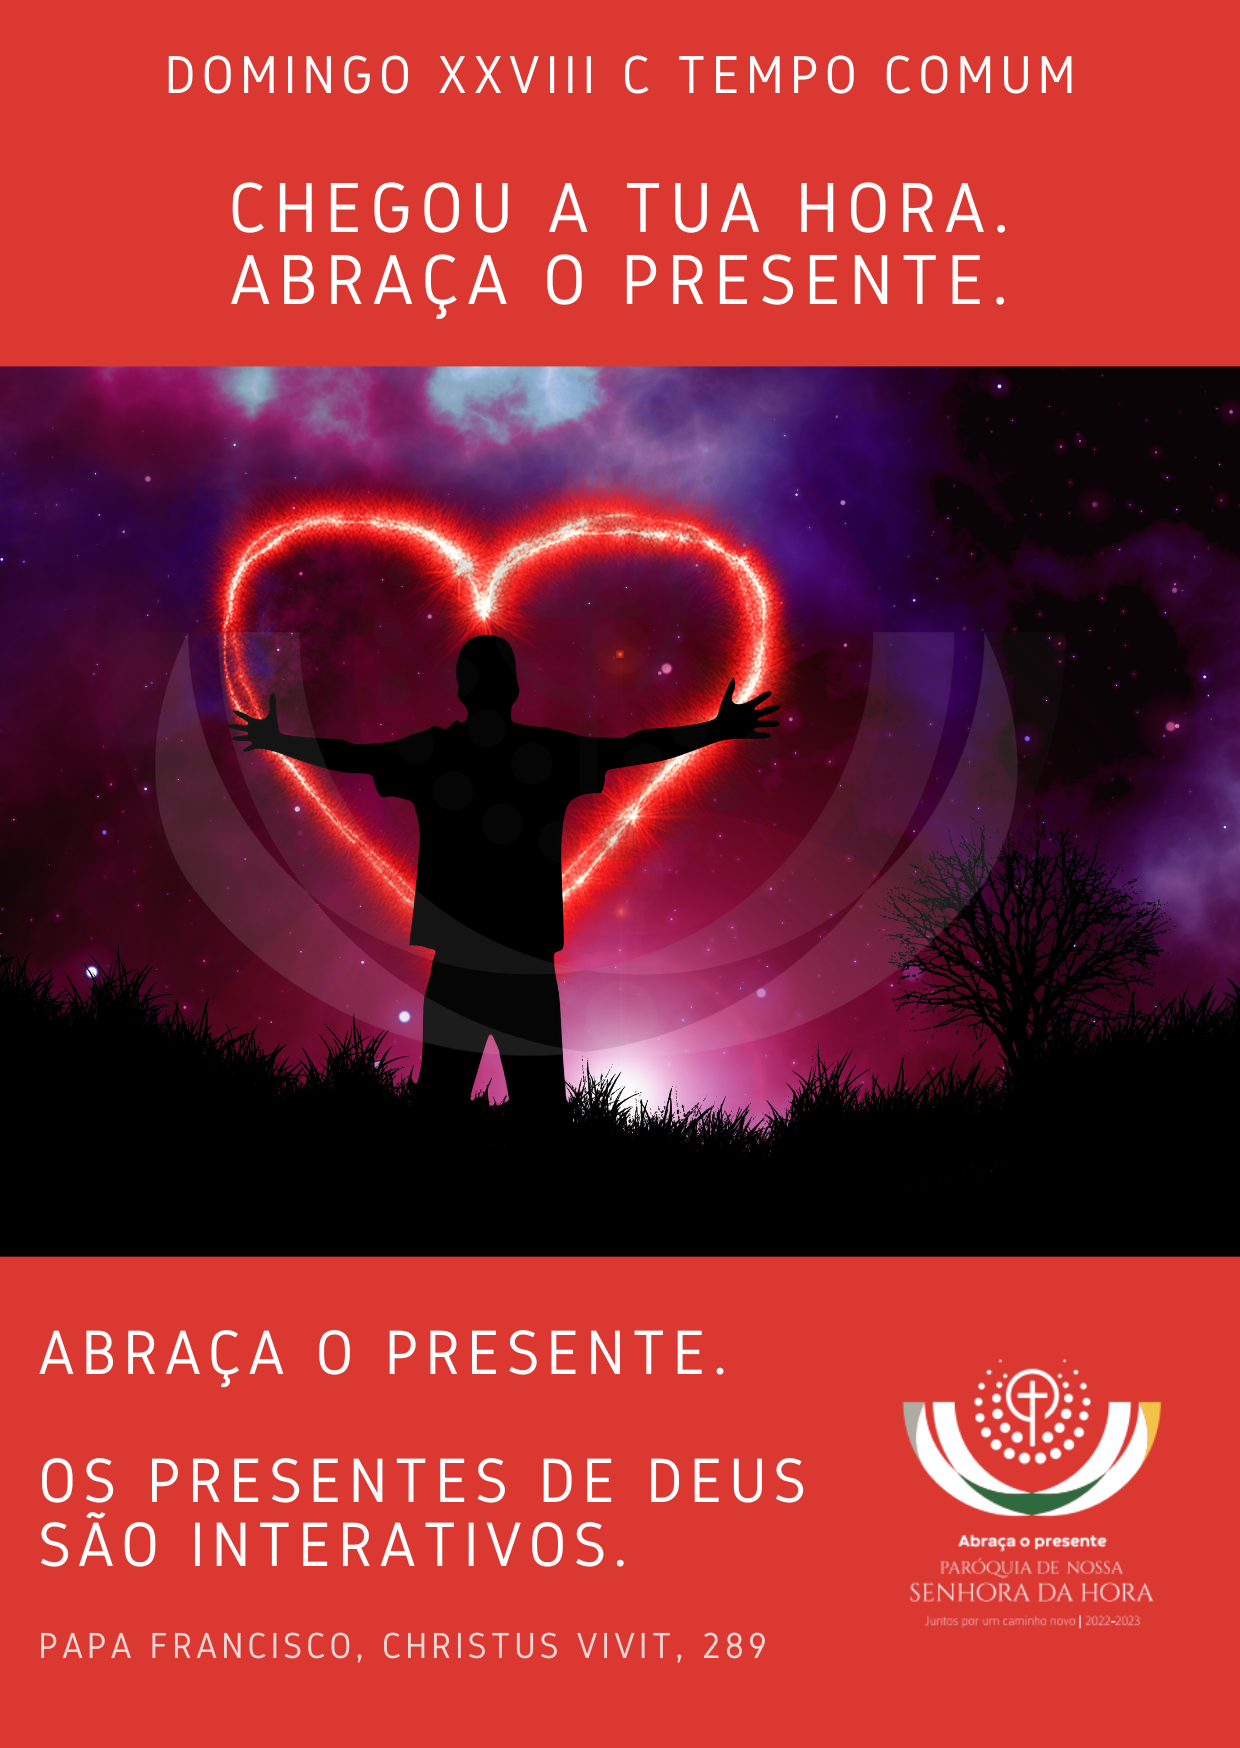 DOMINGO XXVIII C TEMPO COMUM
CHEGOU A TUA HORA.
ABRAÇA O PRESENTE.
ABRAÇA O PRESENTE.
OS PRESENTES DE DEUS
SÃO INTERATIVOS.
PAPA FRANCISCO, CHRISTUS VIVIT, 289
Abraça o presente
PARÓQUIA DE NOSSA
SENHORA DA HORA
Juntos por um caminho novo | 2022-2023